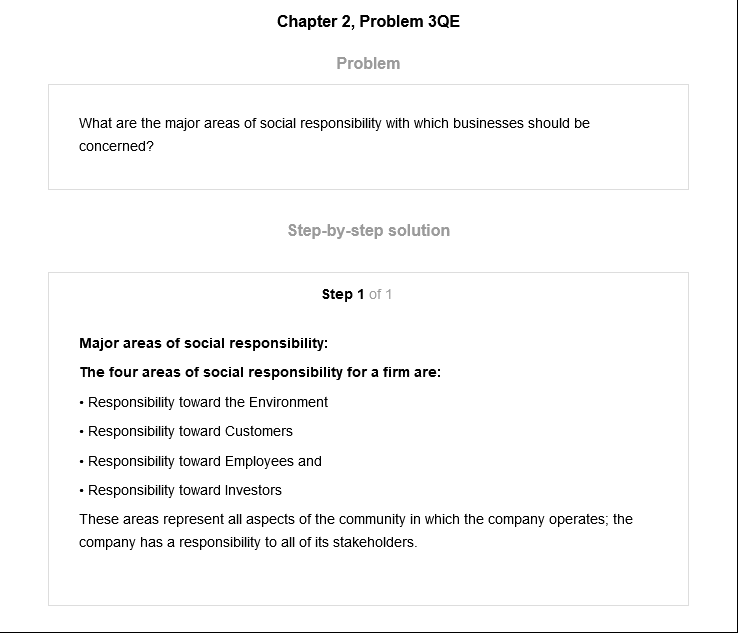 Chapter 2, Problem 3QE
Problem
What are the major areas of social responsibility with which businesses should be
concerned?
Step-by-step solution
Step 1 of 1
Major areas of social responsibility:
The four areas of social responsibility for a firm are:
• Responsibility toward the Environment
• Responsibility toward Customers
• Responsibility toward Employees and
• Responsibility toward Investors
These areas represent all aspects of the community in which the company operates; the
company has a responsibility to all of its stakeholders.